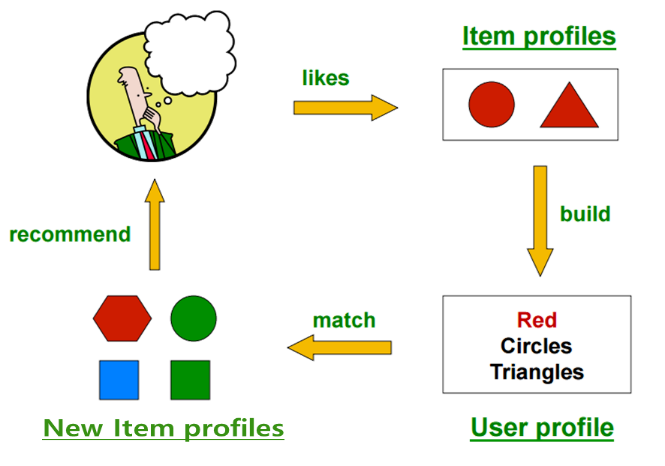 Item profiles
likes
build
recommend
Red
Circles
Triangles
match
New Item profiles
User profile